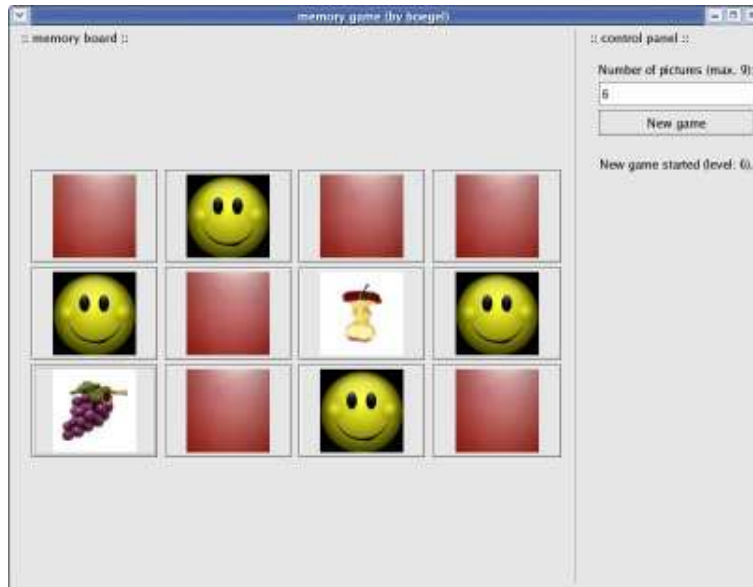 memory game (by boegel)
:: memory board ::
:: control panel ::
Number of pictures (max. 9):
6
New game
New game started (level: 6).